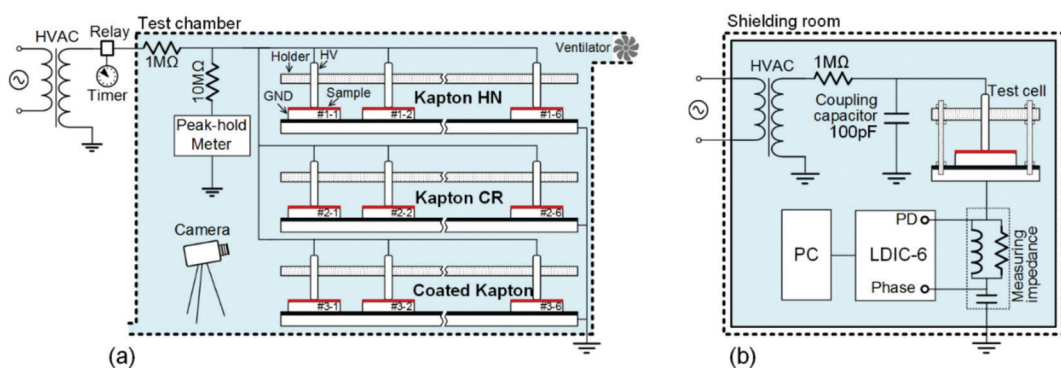 Test chamber
Relay
HVAC
Timer
1MΩ
10MΩ
Peak-hold
Meter
Camera
Ventilator
Holder
HV
GND
Sample
Kapton HN
#1-1
#1-2
#1-6
Kapton CR
#2-1
#2-2
#2-6
Coated Kapton
#3-1
#3-2
#3-6
(a)
Shielding room
HVAC
1MΩ
Coupling
capacitor
100pF
Test cell
PC
LDIC-6
PD
Phase
Measuring
impedance
(b)